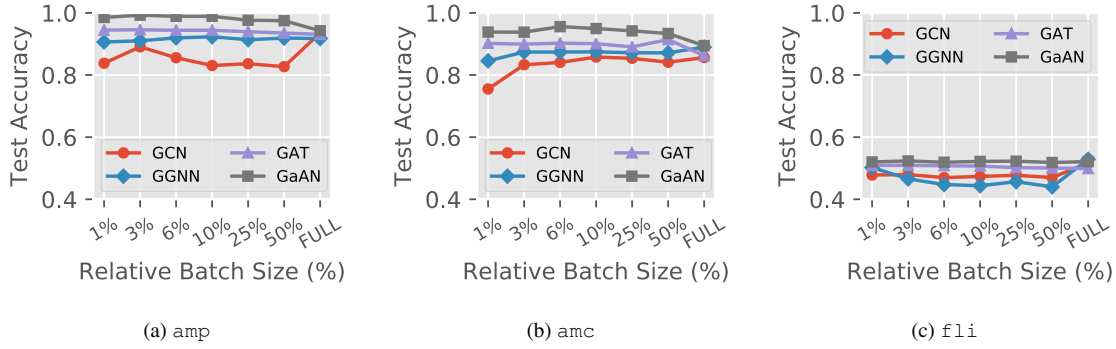 1.0
0.8
0.6
0.4
Test Accuracy
GCN
GGNN
GAT
GaAN
1%
3%
6%
10%
25%
50%
FULL
Relative Batch Size (%)
(a) amp
1.0
0.8
0.6
0.4
Test Accuracy
GCN
GGNN
GAT
GaAN
1%
3%
6%
10%
25%
50%
FULL
Relative Batch Size (%)
(b) amc
1.0
0.8
0.6
0.4
Test Accuracy
GCN
GGNN
GAT
GaAN
1%
3%
6%
10%
25%
50%
FULL
Relative Batch Size (%)
(c) fli